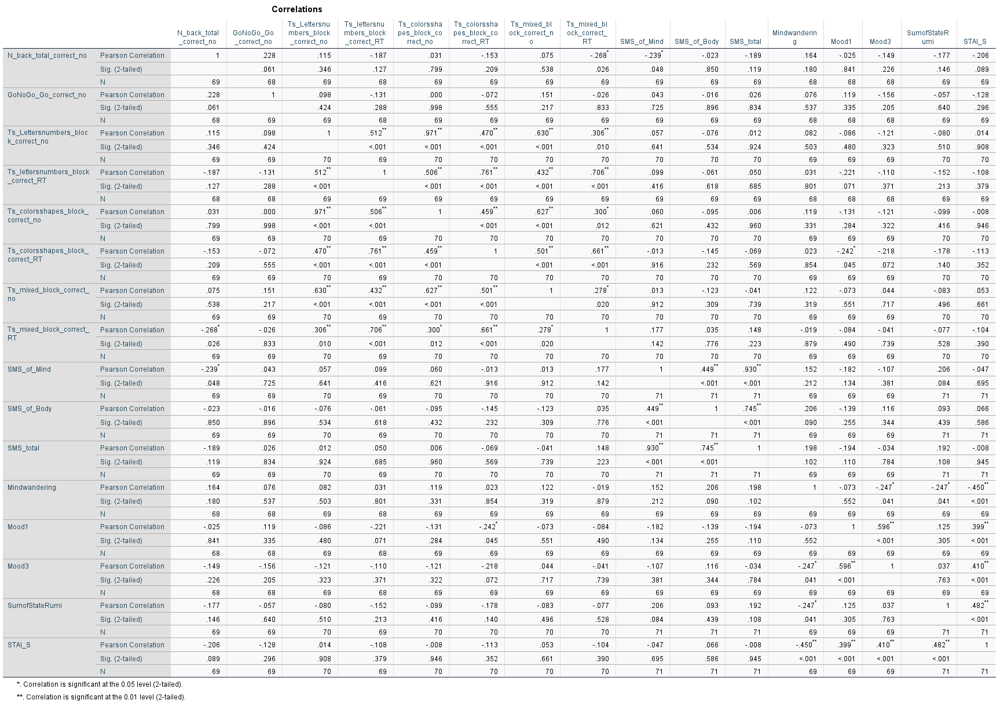 Correlations
N_back_total_correct_no GoNoGo_Go_correct_no Ts_Lettersnumbers_block_correct_no Ts_lettersnumbers_block_correct_RT Ts_colorsshapes_block_correct_no Ts_colorsshapes_block_correct_RT Ts_mixed_block_correct_no Ts_mixed_block_correct_RT SMS_of_Mind SMS_of_Body SMS_total Mindwandering Mood1 Mood3 SumofStateRumi STAI_S
N_back_total_correct_no Pearson Correlation 1 .228 .115 -.187 .031 -.153 .075 -.268* -.239* -.023 -.189 .164 -.025 -.149 -.177 -.206
Sig. (2-tailed) .061 .346 .127 .799 .209 .538 .026 .048 .850 .119 .180 .841 .226 .146 .089
N 69 68 69 68 69 69 69 69 69 69 69 68 68 68 69 69
GoNoGo_Go_correct_no Pearson Correlation .228 1 .098 -.131 .000 -.072 .151 -.026 .043 -.016 .026 .076 .119 -.156 -.057 -.128
Sig. (2-tailed) .061 .424 .288 .998 .555 .217 .833 .725 .896 .834 .537 .335 .205 .640 .296
N 68 69 69 68 69 69 69 69 69 69 69 68 68 68 69 69
Ts_Lettersnumbers_block_correct_no Pearson Correlation .115 .098 1 .512** .971** .470** .630** .306** .057 -.076 .012 .082 -.086 -.121 -.080 .014
Sig. (2-tailed) .346 .424 <.001 <.001 <.001 <.001 .010 .641 .534 .924 .503 .480 .323 .510 .908
N 69 69 70 69 70 70 70 70 70 70 70 69 69 69 70 70
Ts_lettersnumbers_block_correct_RT Pearson Correlation -.187 -.131 .512** 1 .506** .761** .432** .706** .099 -.061 .050 .031 -.221 -.110 -.152 -.108
Sig. (2-tailed) .127 .288 <.001 <.001 <.001 <.001 <.001 .416 .618 .685 .801 .071 .371 .213 .379
N 68 68 69 69 69 69 69 69 69 69 69 68 68 68 69 69
Ts_colorsshapes_block_correct_no Pearson Correlation .031 .000 .971** .506** 1 .459** .627** .300* .060 -.095 .006 .119 -.131 -.121 -.099 -.008
Sig. (2-tailed) .799 .998 <.001 <.001 <.001 <.001 .012 .621 .432 .960 .331 .284 .322 .416 .946
N 69 69 70 69 70 70 70 70 70 70 70 69 69 69 70 70
Ts_colorsshapes_block_correct_RT Pearson Correlation -.153 -.072 .470** .761** .459** 1 .501** .661** -.013 -.145 -.069 .023 -.242* -.218 -.178 -.113
Sig. (2-tailed) .209 .555 <.001 <.001 <.001 <.001 <.001 .916 .232 .569 .854 .045 .072 .140 .352
N 69 69 70 69 70 70 70 70 70 70 70 69 69 69 70 70
Ts_mixed_block_correct_no Pearson Correlation .075 .151 .630** .432** .627** .501** 1 .278* .013 -.123 -.041 .122 -.073 .044 -.083 .053
Sig. (2-tailed) .538 .217 <.001 <.001 <.001 <.001 .020 .912 .309 .739 .319 .551 .717 .496 .661
N 69 69 70 69 70 70 70 70 70 70 70 69 69 69 70 70
Ts_mixed_block_correct_RT Pearson Correlation -.268* -.026 .306** .706** .300* .661** .278* 1 .177 .035 .148 -.019 -.084 -.041 -.077 -.104
Sig. (2-tailed) .026 .833 .010 <.001 .012 <.001 .020 .142 .776 .223 .879 .490 .739 .528 .390
N 69 69 70 69 70 70 70 70 70 70 70 69 69 69 70 70
SMS_of_Mind Pearson Correlation -.239* .043 .057 .099 .060 -.013 .013 .177 1 .449** .930** .152 -.182 -.107 .206 -.047
Sig. (2-tailed) .048 .725 .641 .416 .621 .916 .912 .142 <.001 <.001 .212 .134 .381 .084 .695
N 69 69 70 69 70 70 70 70 71 71 71 69 69 69 71 71
SMS_of_Body Pearson Correlation -.023 -.016 -.076 -.061 -.095 -.145 -.123 .035 .449** 1 .745** .206 -.139 .116 .093 .066
Sig. (2-tailed) .850 .896 .534 .618 .432 .232 .309 .776 <.001 <.001 .090 .255 .344 .439 .586
N 69 69 70 69 70 70 70 70 71 71 71 69 69 69 71 71
SMS_total Pearson Correlation -.189 .026 .012 .050 .006 -.069 -.041 .148 .930** .745** 1 .198 -.194 -.034 .192 -.008
Sig. (2-tailed) .119 .834 .924 .685 .960 .569 .739 .223 <.001 <.001 .102 .110 .784 .108 .945
N 69 69 70 69 70 70 70 70 71 71 71 69 69 69 71 71
Mindwandering Pearson Correlation .164 .076 .082 .031 .119 .023 .122 -.019 .152 .206 .198 1 -.073 -.247* -.247* -.450**
Sig. (2-tailed) .180 .537 .503 .801 .331 .854 .319 .879 .212 .090 .102 .552 .041 .041 <.001
N 68 68 69 68 69 69 69 69 69 69 69 69 69 69 69 69
Mood1 Pearson Correlation -.025 .119 -.086 -.221 -.131 -.242* -.073 -.084 -.182 -.139 -.194 -.073 1 .596** .125 .399**
Sig. (2-tailed) .841 .335 .480 .071 .284 .045 .551 .490 .134 .255 .110 .552 <.001 .305 <.001
N 68 68 69 68 69 69 69 69 69 69 69 69 69 69 69 69
Mood3 Pearson Correlation -.149 -.156 -.121 -.110 -.121 -.218 .044 -.041 -.107 .116 -.034 -.247* .596** 1 .037 .410**
Sig. (2-tailed) .226 .205 .323 .371 .322 .072 .717 .739 .381 .344 .784 .041 <.001 .763 <.001
N 68 68 69 68 69 69 69 69 69 69 69 69 69 69 69 69
SumofStateRumi Pearson Correlation -.177 -.057 -.080 -.152 -.099 -.178 -.083 -.077 .206 .093 .192 -.247* .125 .037 1 .482**
Sig. (2-tailed) .146 .640 .510 .213 .416 .140 .496 .528 .084 .439 .108 .041 .305 .763 <.001
N 69 69 70 69 70 70 70 70 71 71 71 69 69 69 71 71
STAI_S Pearson Correlation -.206 -.128 .014 -.108 -.008 -.113 .053 -.104 -.047 .066 -.008 -.450** .399** .410** .482** 1
Sig. (2-tailed) .089 .296 .908 .379 .946 .352 .661 .390 .695 .586 .945 <.001 <.001 <.001 <.001
N 69 69 70 69 70 70 70 70 71 71 71 69 69 69 71 71
*. Correlation is significant at the 0.05 level (2-tailed).
**. Correlation is significant at the 0.01 level (2-tailed).